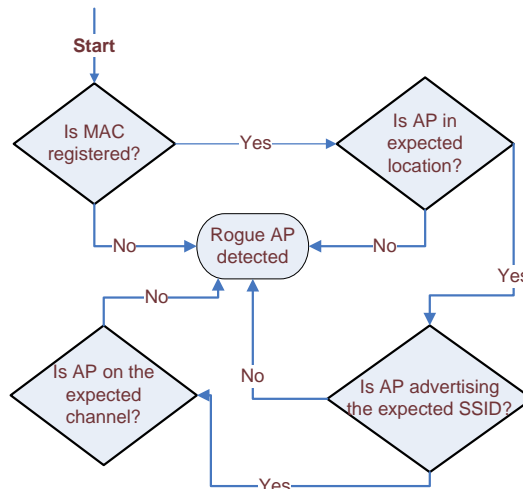 Start
Is MAC
registered?
Yes
Is AP in
expected
location?
No
Rogue AP
detected
No
Yes
No
Is AP on the
expected
channel?
No
Is AP advertising
the expected SSID?
Yes